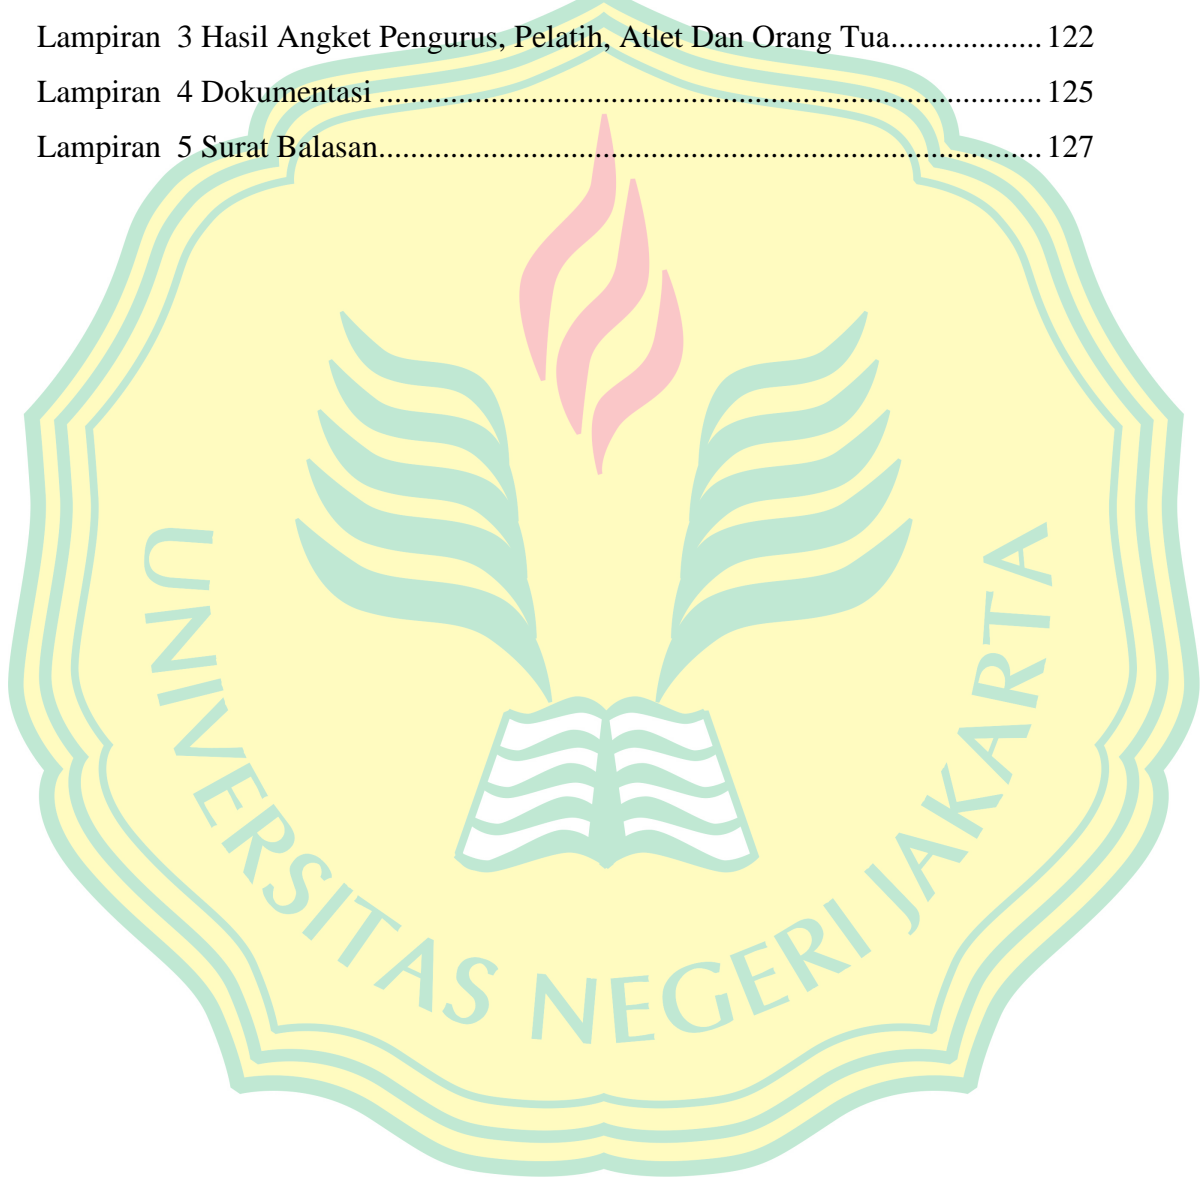 Lampiran  3 Hasil Angket Pengurus, Pelatih, Atlet Dan Orang Tua................... 122
Lampiran  4 Dokumentasi .................................................................................... 125
Lampiran  5 Surat Balasan.................................................................................... 127
UNIVERSITAS NEGERI JAKARTA